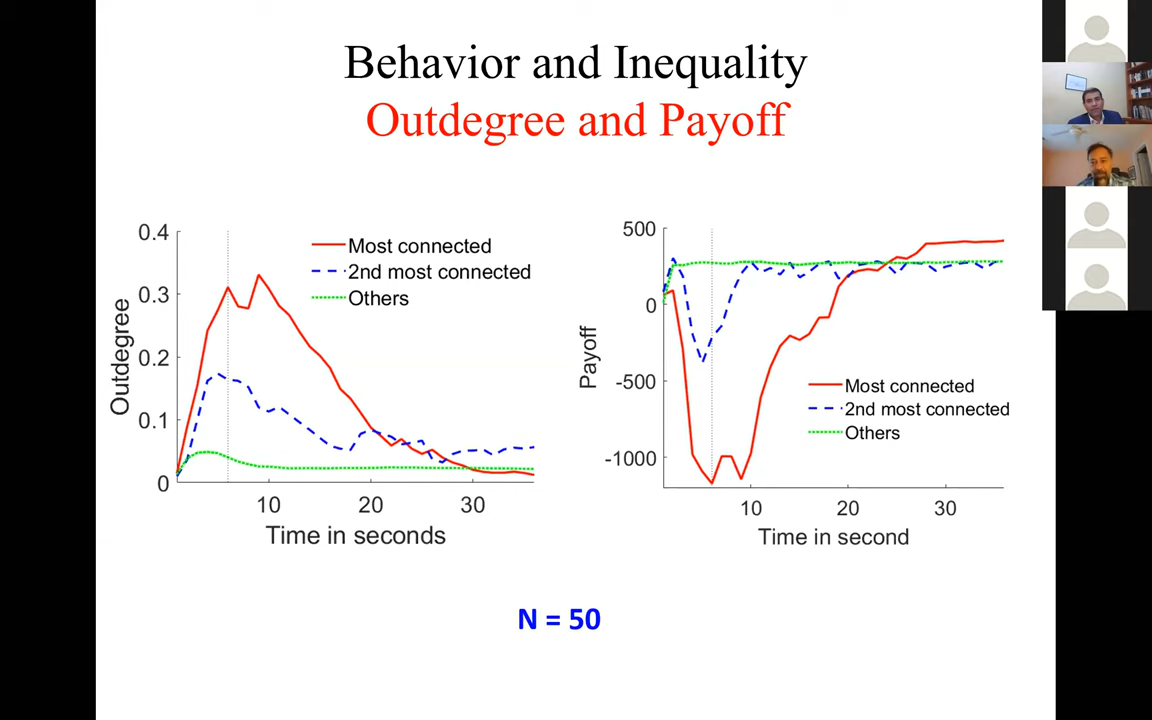 Behavior and Inequality
Outdegree and Payoff
0.4
0.3
0.2
0.1
0
Outdegree
Most connected
2nd most connected
Others
10
20
30
Time in seconds
500
0
-500
-1000
Payoff
Most connected
2nd most connected
Others
10
20
30
Time in second
N = 50